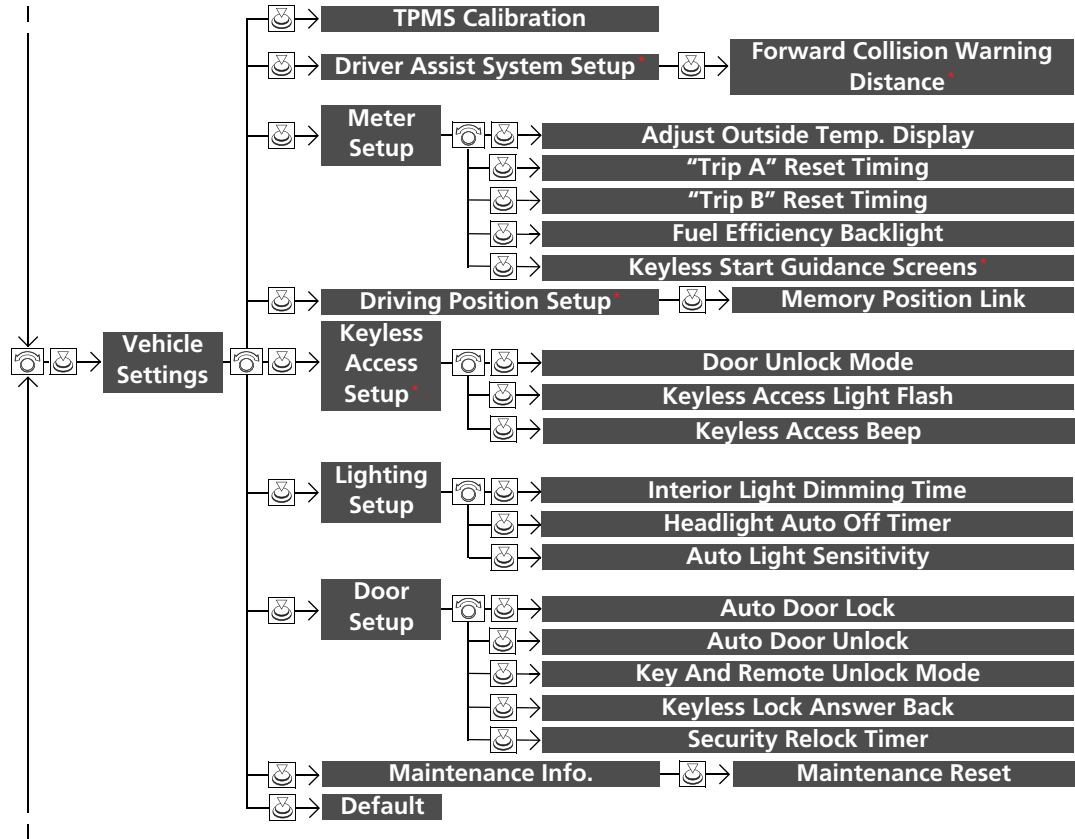 TPMS Calibration
Driver Assist System Setup*
Forward Collision Warning
Distance*
Meter
Setup
Adjust Outside Temp. Display
“Trip A” Reset Timing
“Trip B” Reset Timing
Fuel Efficiency Backlight
Keyless Start Guidance Screens*
Driving Position Setup*
Memory Position Link
Vehicle
Settings
Keyless
Access
Setup*
Door Unlock Mode
Keyless Access Light Flash
Keyless Access Beep
Lighting
Setup
Interior Light Dimming Time
Headlight Auto Off Timer
Auto Light Sensitivity
Door
Setup
Auto Door Lock
Auto Door Unlock
Key And Remote Unlock Mode
Keyless Lock Answer Back
Security Relock Timer
Maintenance Info.
Maintenance Reset
Default